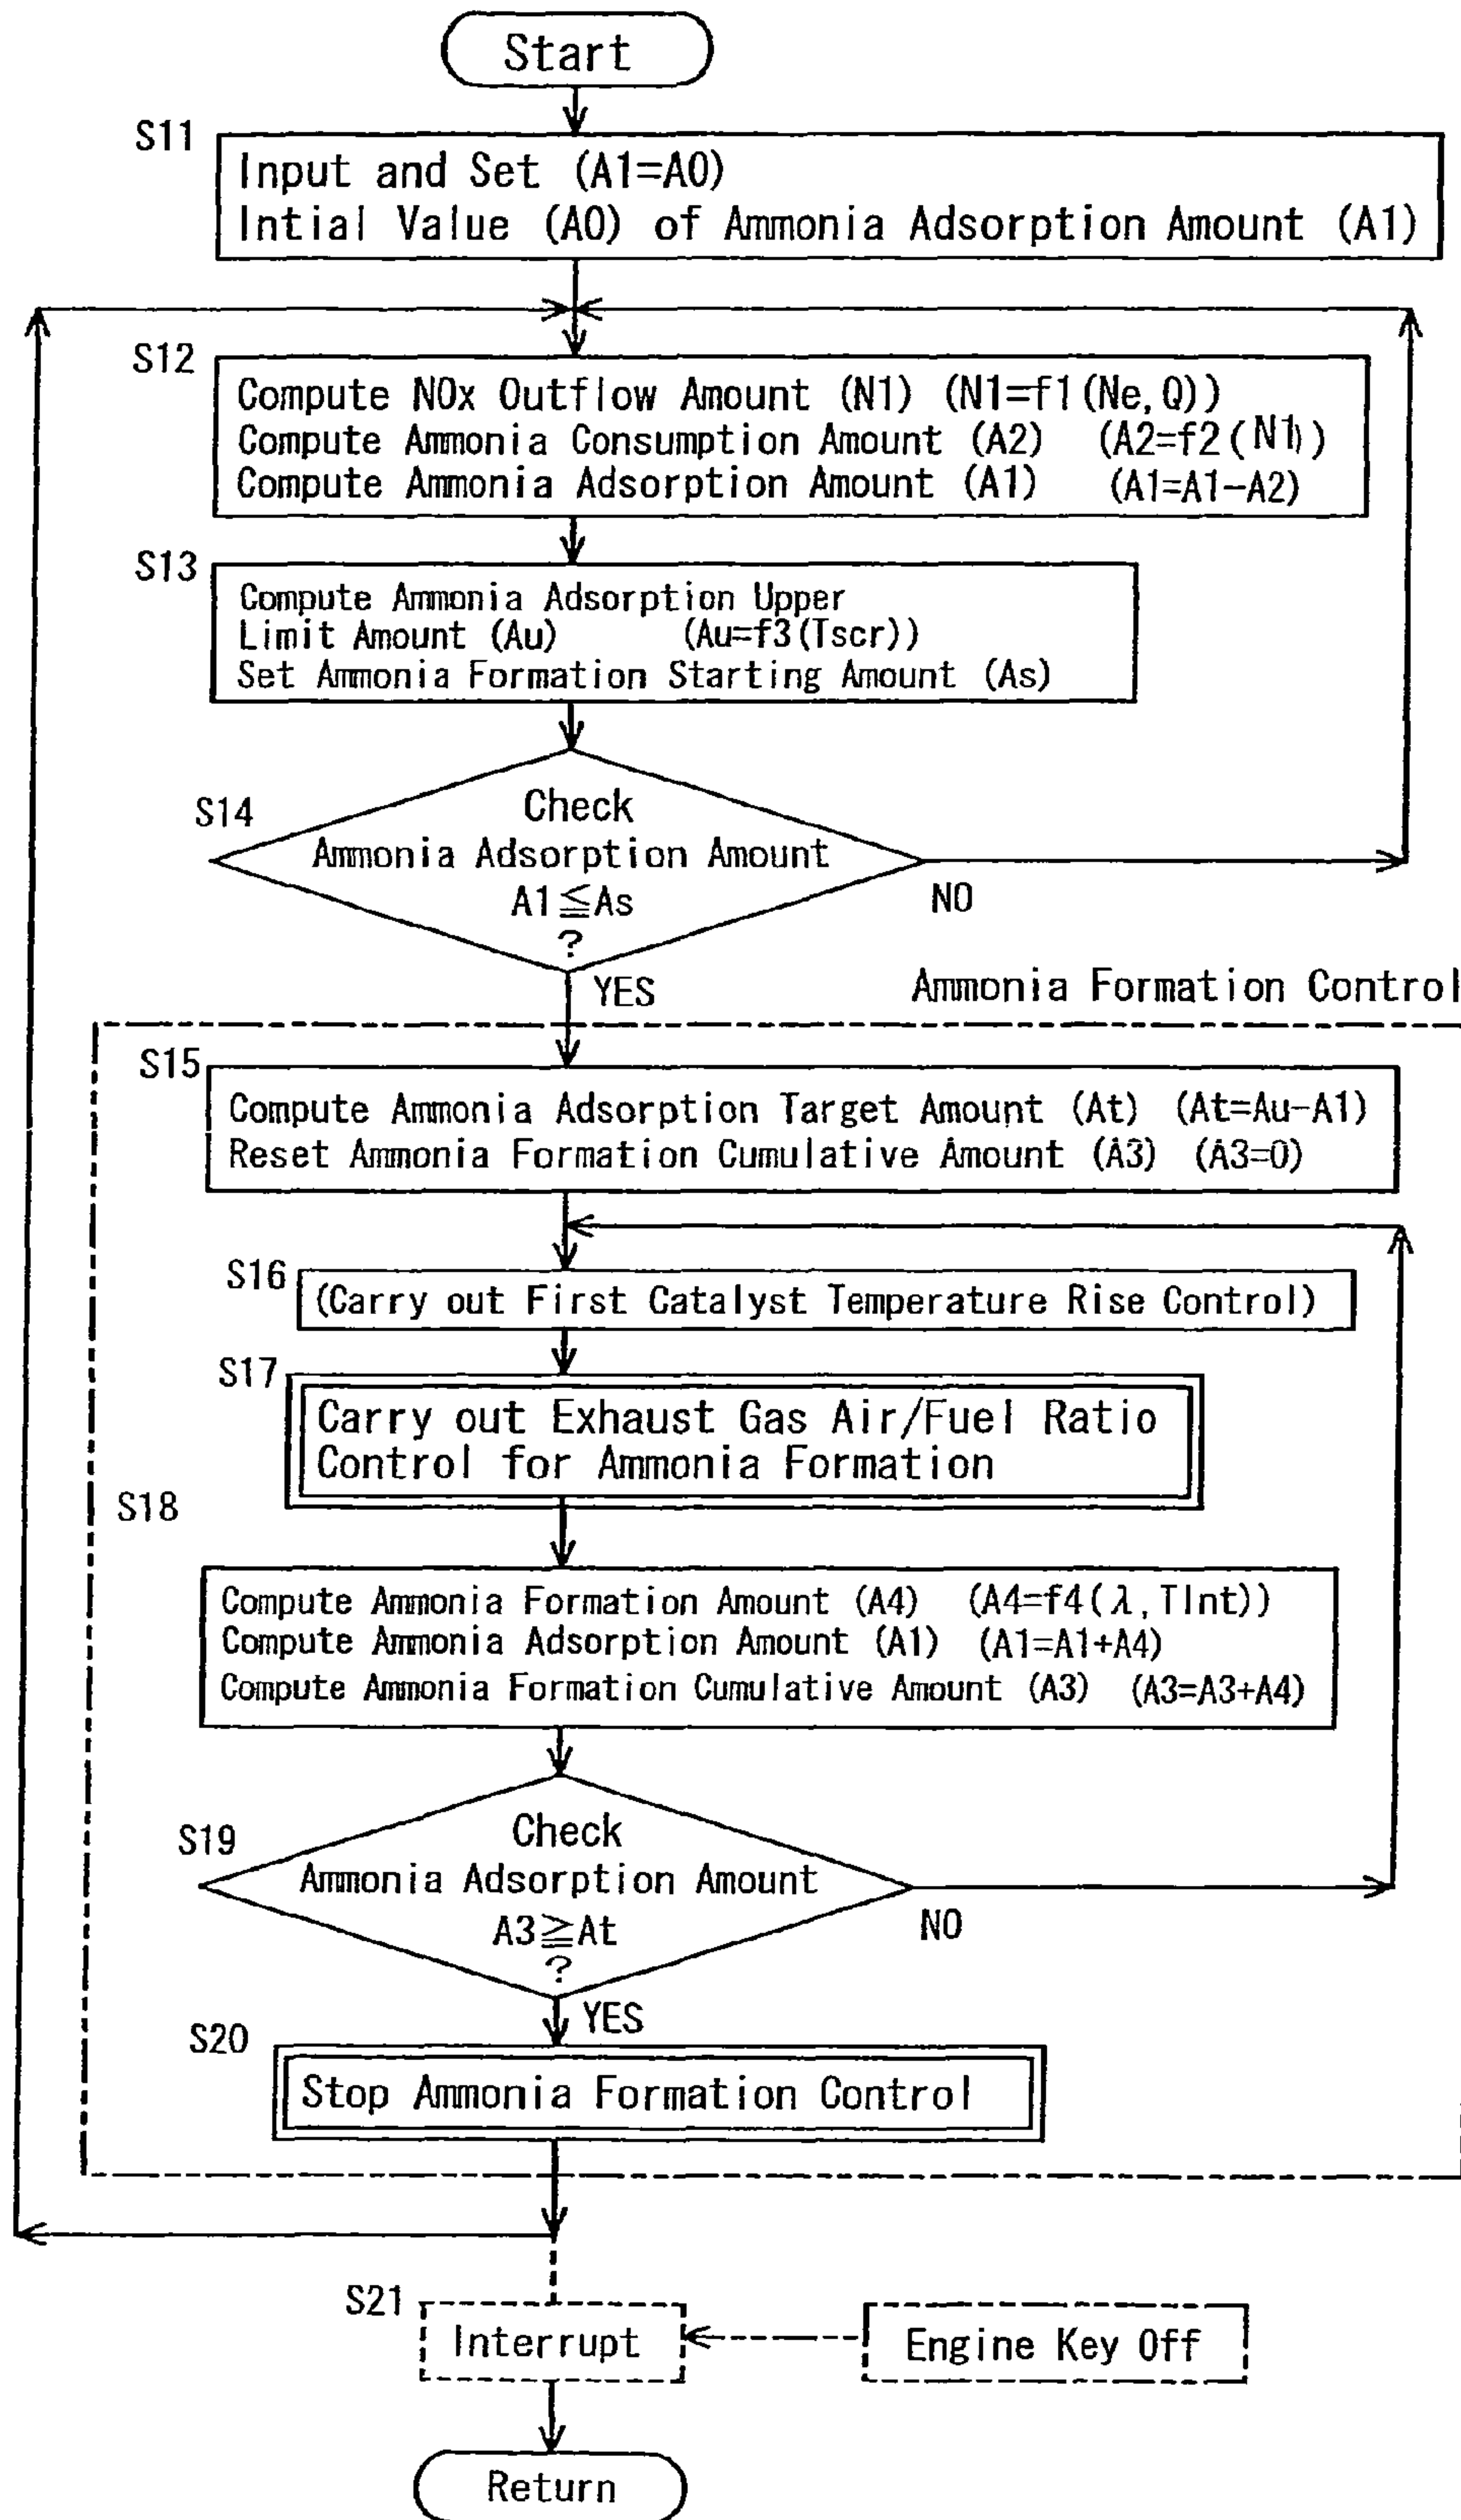 Start
S11
Input and Set (A1=A0)
Intial Value (A0) of Ammonia Adsorption Amount (A1)
S12
Compute NOx Outflow Amount (N1) (N1=f1(Ne,Q))
Compute Ammonia Consumption Amount (A2) (A2=f2(N1))
Compute Ammonia Adsorption Amount (A1) (A1=A1-A2)
S13
Compute Ammonia Adsorption Upper
Limit Amount (Au) (Au=f3(Tscr))
Set Ammonia Formation Starting Amount (As)
S14
Check
Ammonia Adsorption Amount
A1≦As
?
NO
YES
Ammonia Formation Control
S15
Compute Ammonia Adsorption Target Amount (At) (At=Au-A1)
Reset Ammonia Formation Cumulative Amount (A3) (A3=0)
S16
(Carry out First Catalyst Temperature Rise Control)
S17
Carry out Exhaust Gas Air/Fuel Ratio
Control for Ammonia Formation
S18
Compute Ammonia Formation Amount (A4) (A4=f4(λ,TInt))
Compute Ammonia Adsorption Amount (A1) (A1=A1+A4)
Compute Ammonia Formation Cumulative Amount (A3) (A3=A3+A4)
S19
Check
Ammonia Adsorption Amount
A3≧At
?
NO
YES
S20
Stop Ammonia Formation Control
S21
Interrupt
Engine Key Off
Return